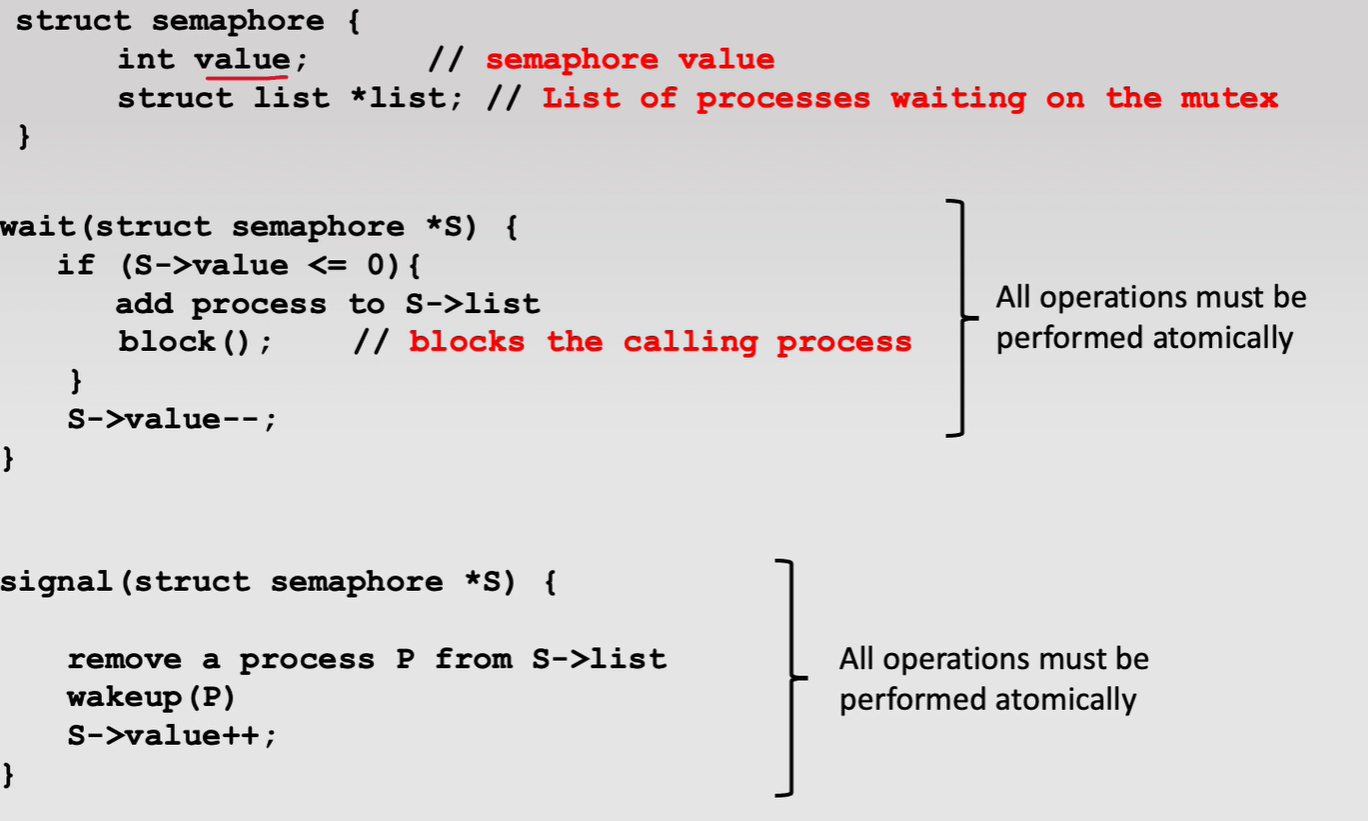 struct semaphore {
int value; // semaphore value
struct list *list; // List of processes waiting on the mutex
}
wait(struct semaphore *S) {
if (S->value <= 0){
add process to S->list
block(); // blocks the calling process
}
S->value--;
}
All operations must be
performed atomically
signal(struct semaphore *S) {
remove a process P from S->list
wakeup(P)
S->value++;
}
All operations must be
performed atomically